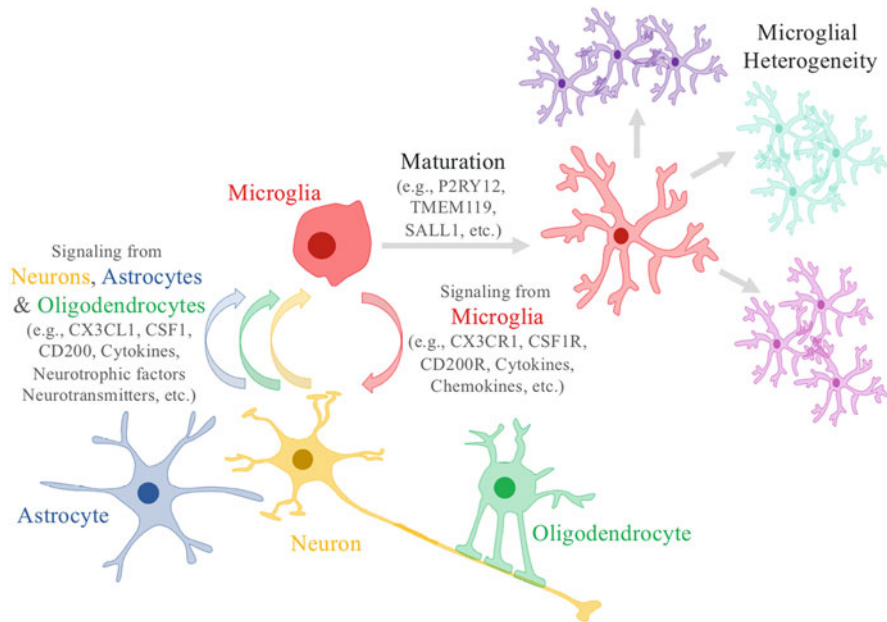 Microglial
Heterogeneity
Maturation
(e.g., P2RY12,
TMEM119,
SALL1, etc.)
Microglia
Signaling from
Neurons, Astrocytes
& Oligodendrocytes
(e.g., CX3CL1, CSF1,
CD200, Cytokines,
Neurotrophic factors
Neurotransmitters, etc.)
Signaling from
Microglia
(e.g., CX3CR1, CSF1R,
CD200R, Cytokines,
Chemokines, etc.)
Astrocyte
Neuron
Oligodendrocyte